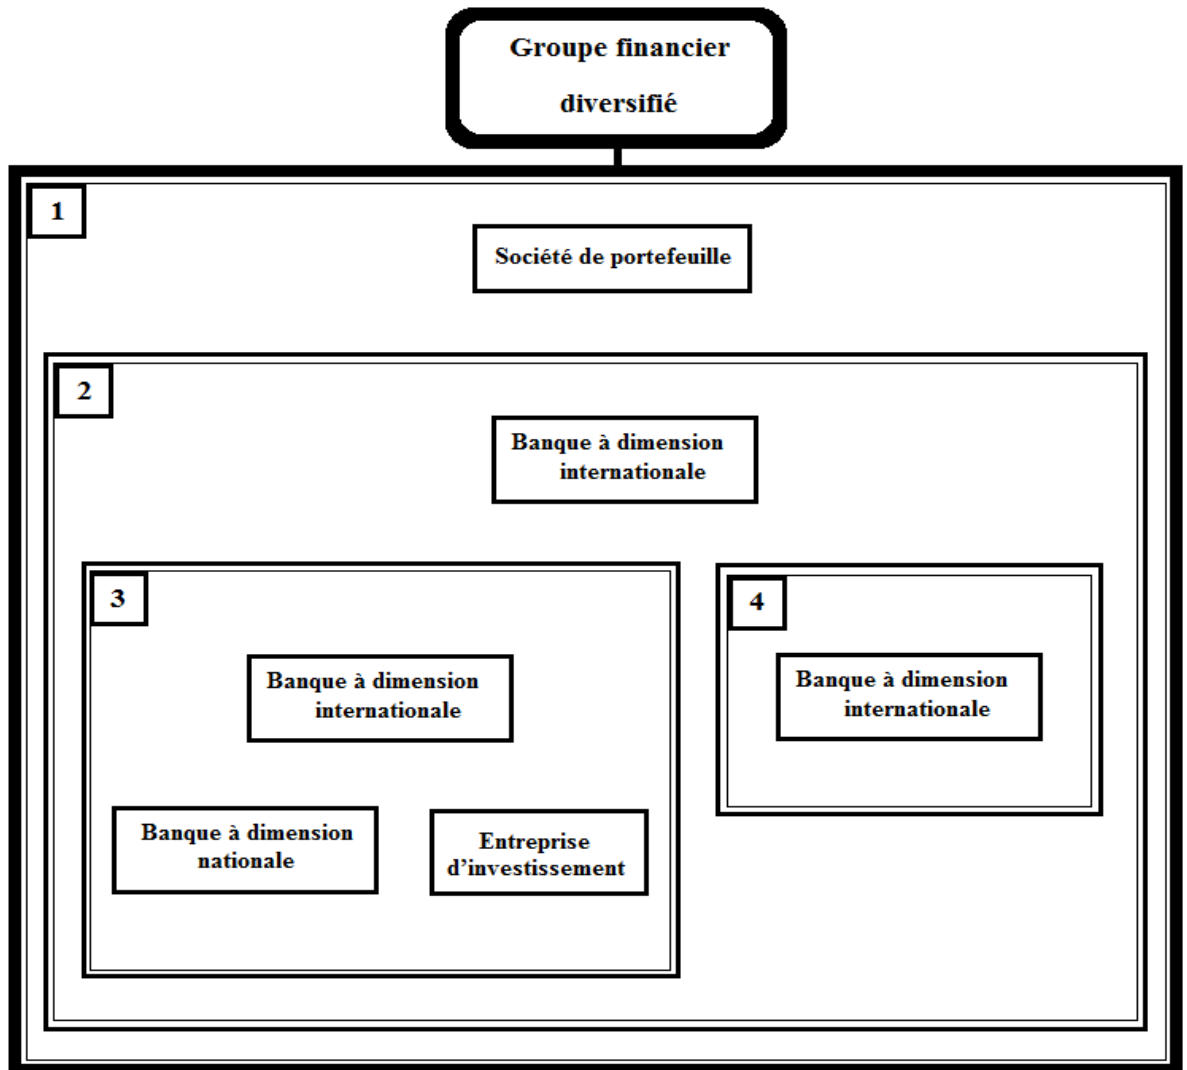 Groupe financier
diversifié
1
Société de portefeuille
2
Banque à dimension
internationale
3
Banque à dimension
internationale
Banque à dimension
nationale
Entreprise
d’investissement
4
Banque à dimension
internationale